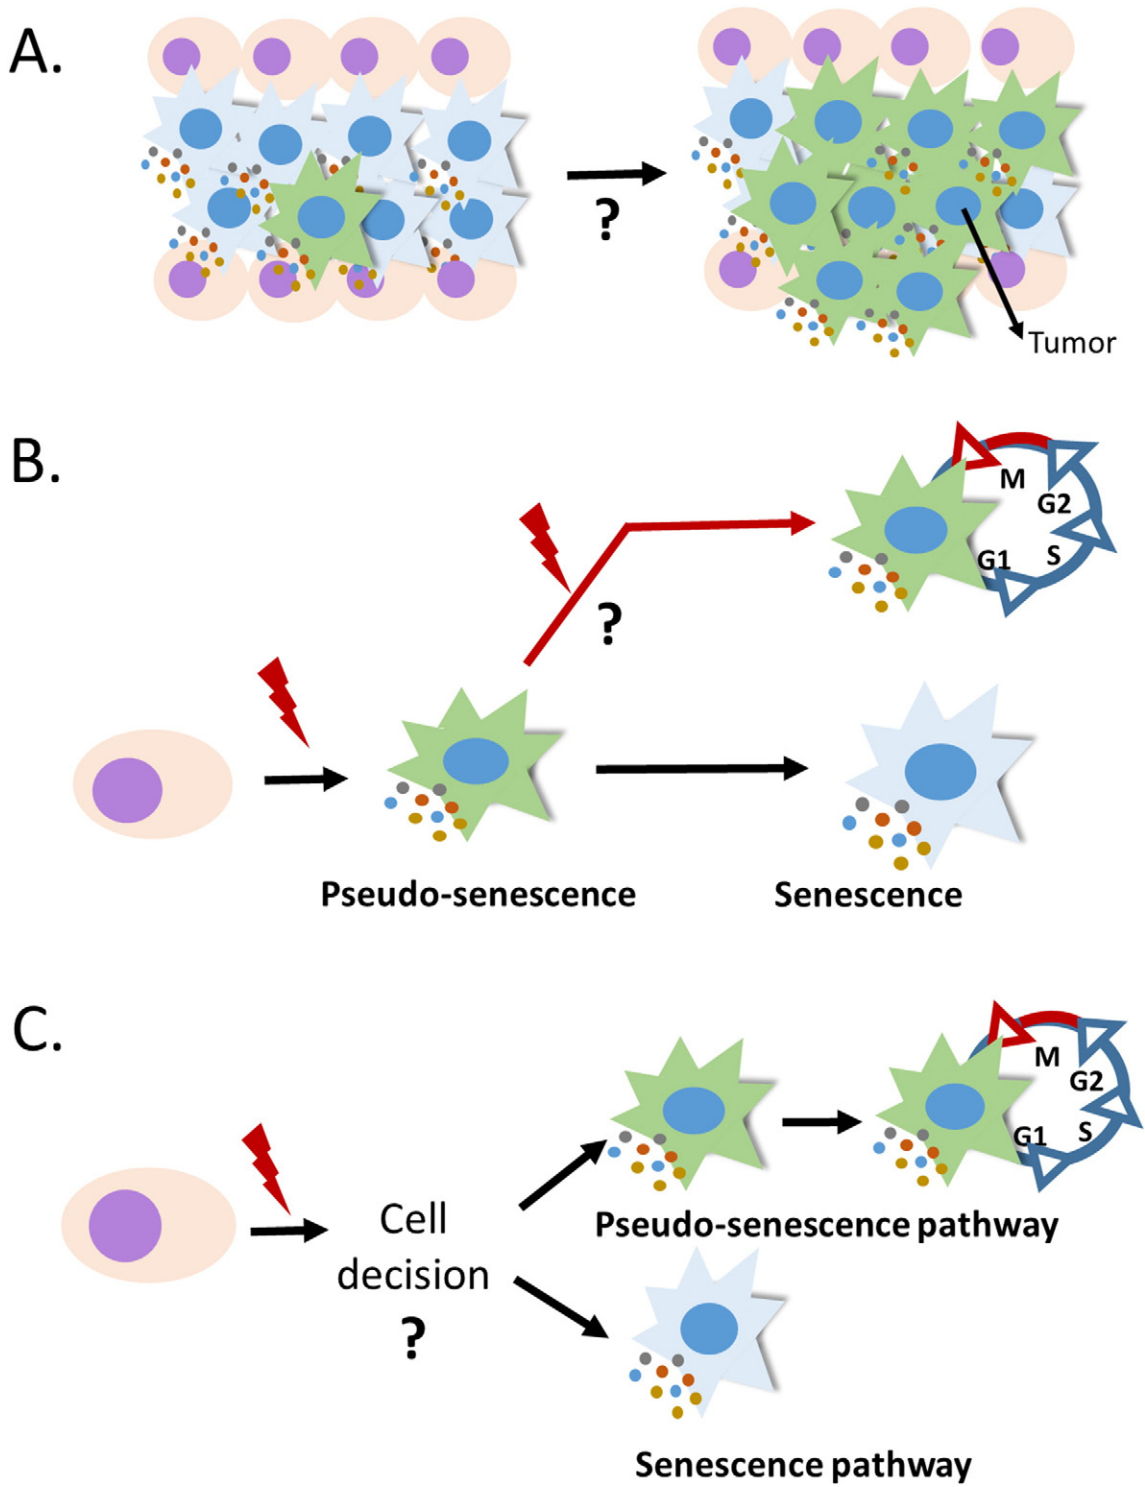 A.
?
Tumor
B.
M
G2
G1
S
?
Pseudo-senescence
Senescence
C.
M
G2
G1
S
Cell
decision
?
Pseudo-senescence pathway
Senescence pathway